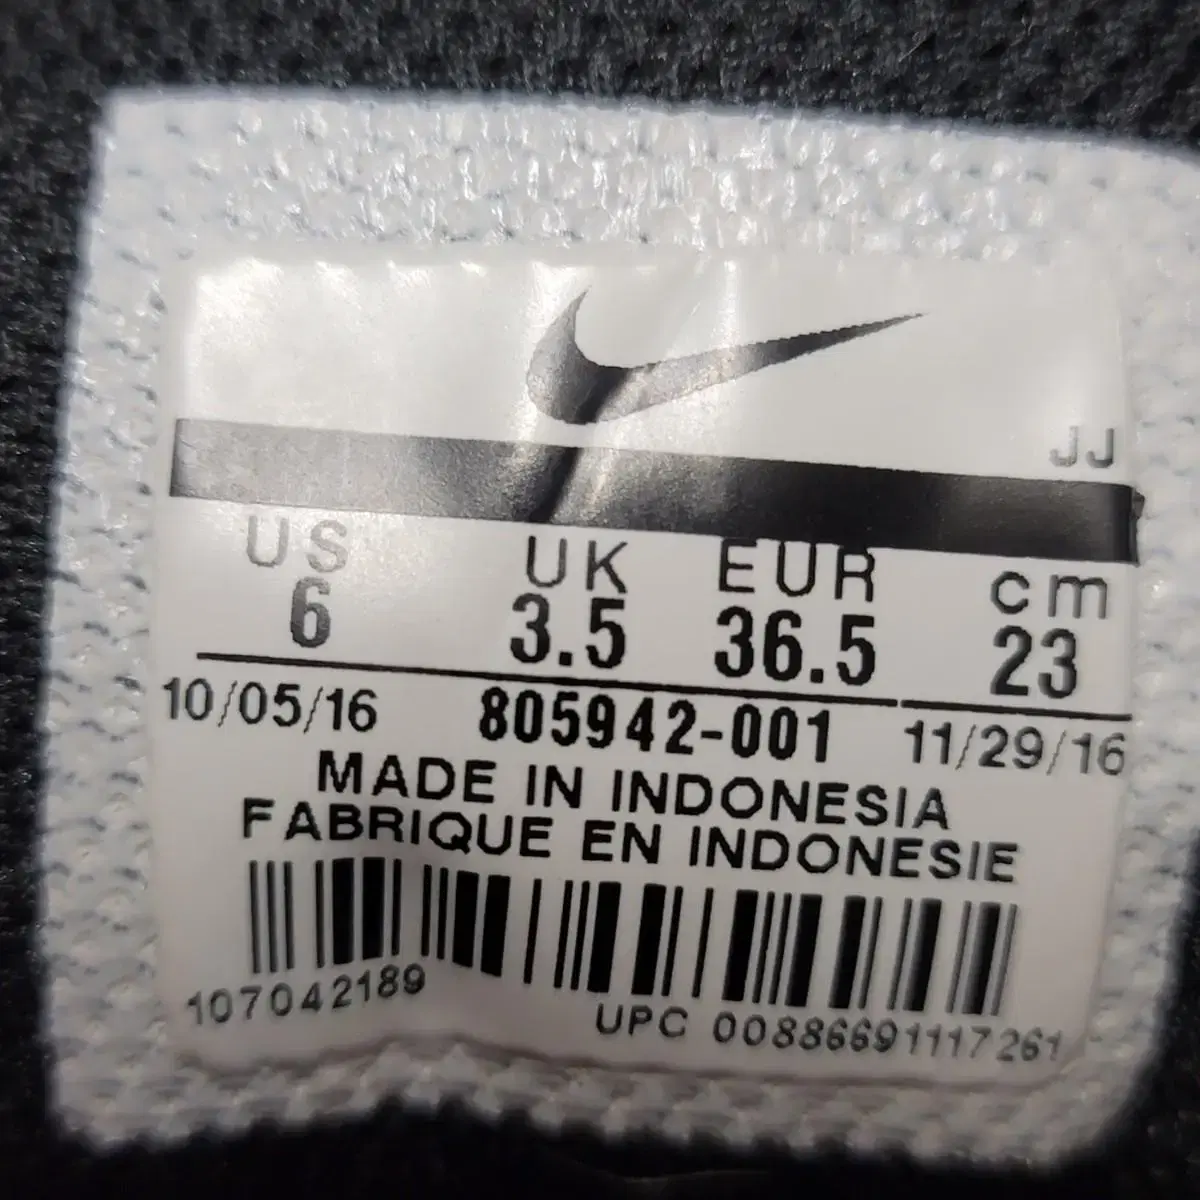 JJ
US UK EUR cm
6 3.5 36.5 23
10/05/16 805942-001 11/29/16
MADE IN INDONESIA
FABRIQUE EN INDONESIE
107042189 UPC 00886691117261